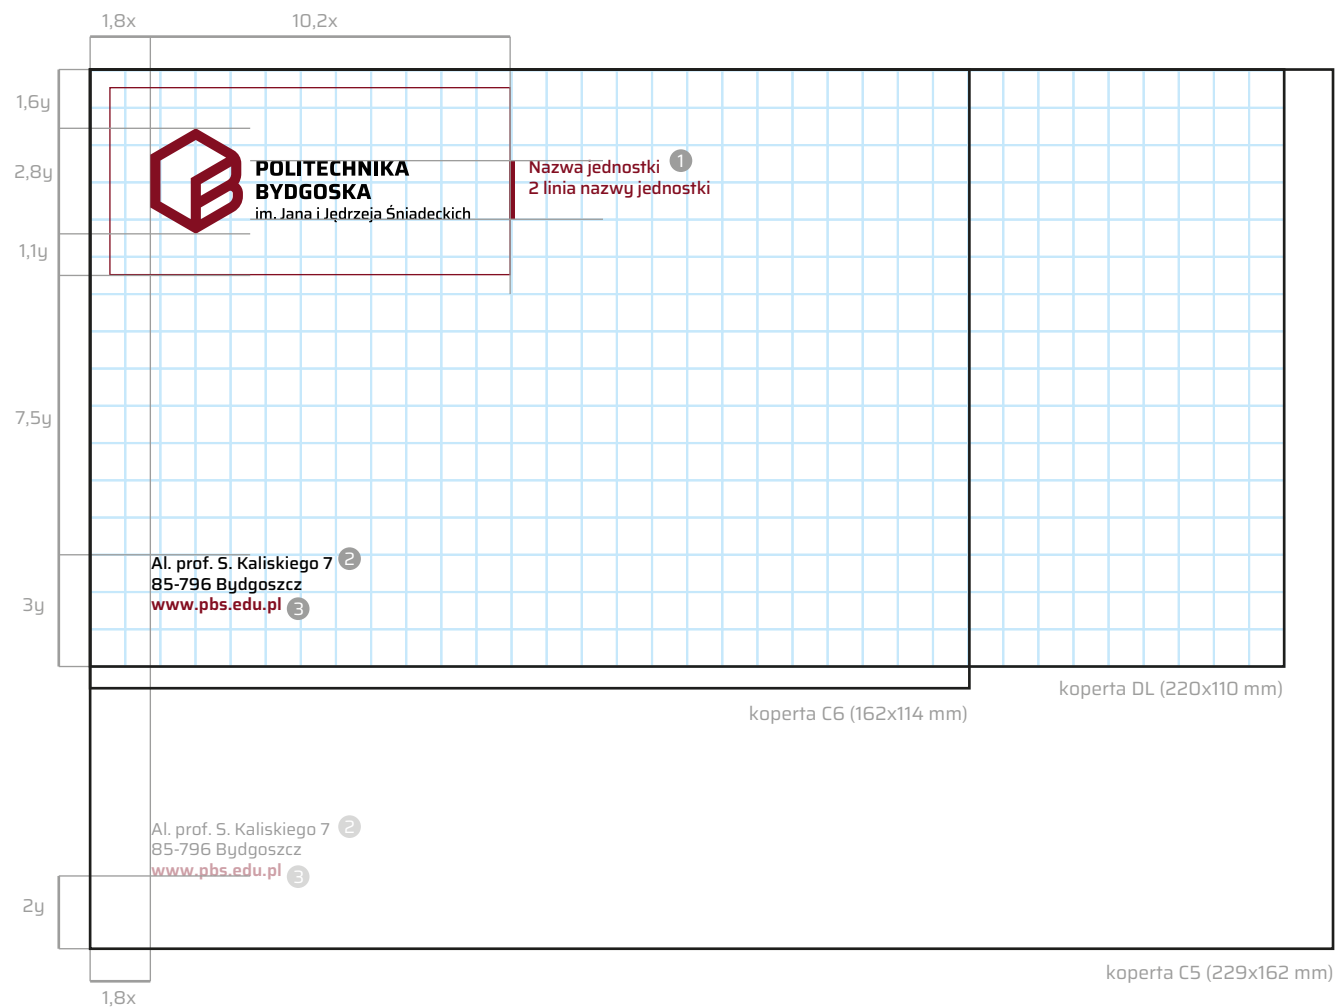 1,8x
10,2x
1,6y
2,8y
1,1y
7,5y
3y
2y
POLITECHNIKA
BYDGOSKA
im. Jana i Jędrzeja Śniadeckich
Nazwa jednostki 1
2 linia nazwy jednostki
Al. prof. S. Kaliskiego 7 2
85-796 Bydgoszcz
www.pbs.edu.pl 3
koperta DL (220x110 mm)
koperta C6 (162x114 mm)
Al. prof. S. Kaliskiego 7 2
85-796 Bydgoszcz
www.pbs.edu.pl 3
koperta C5 (229x162 mm)
1,8x